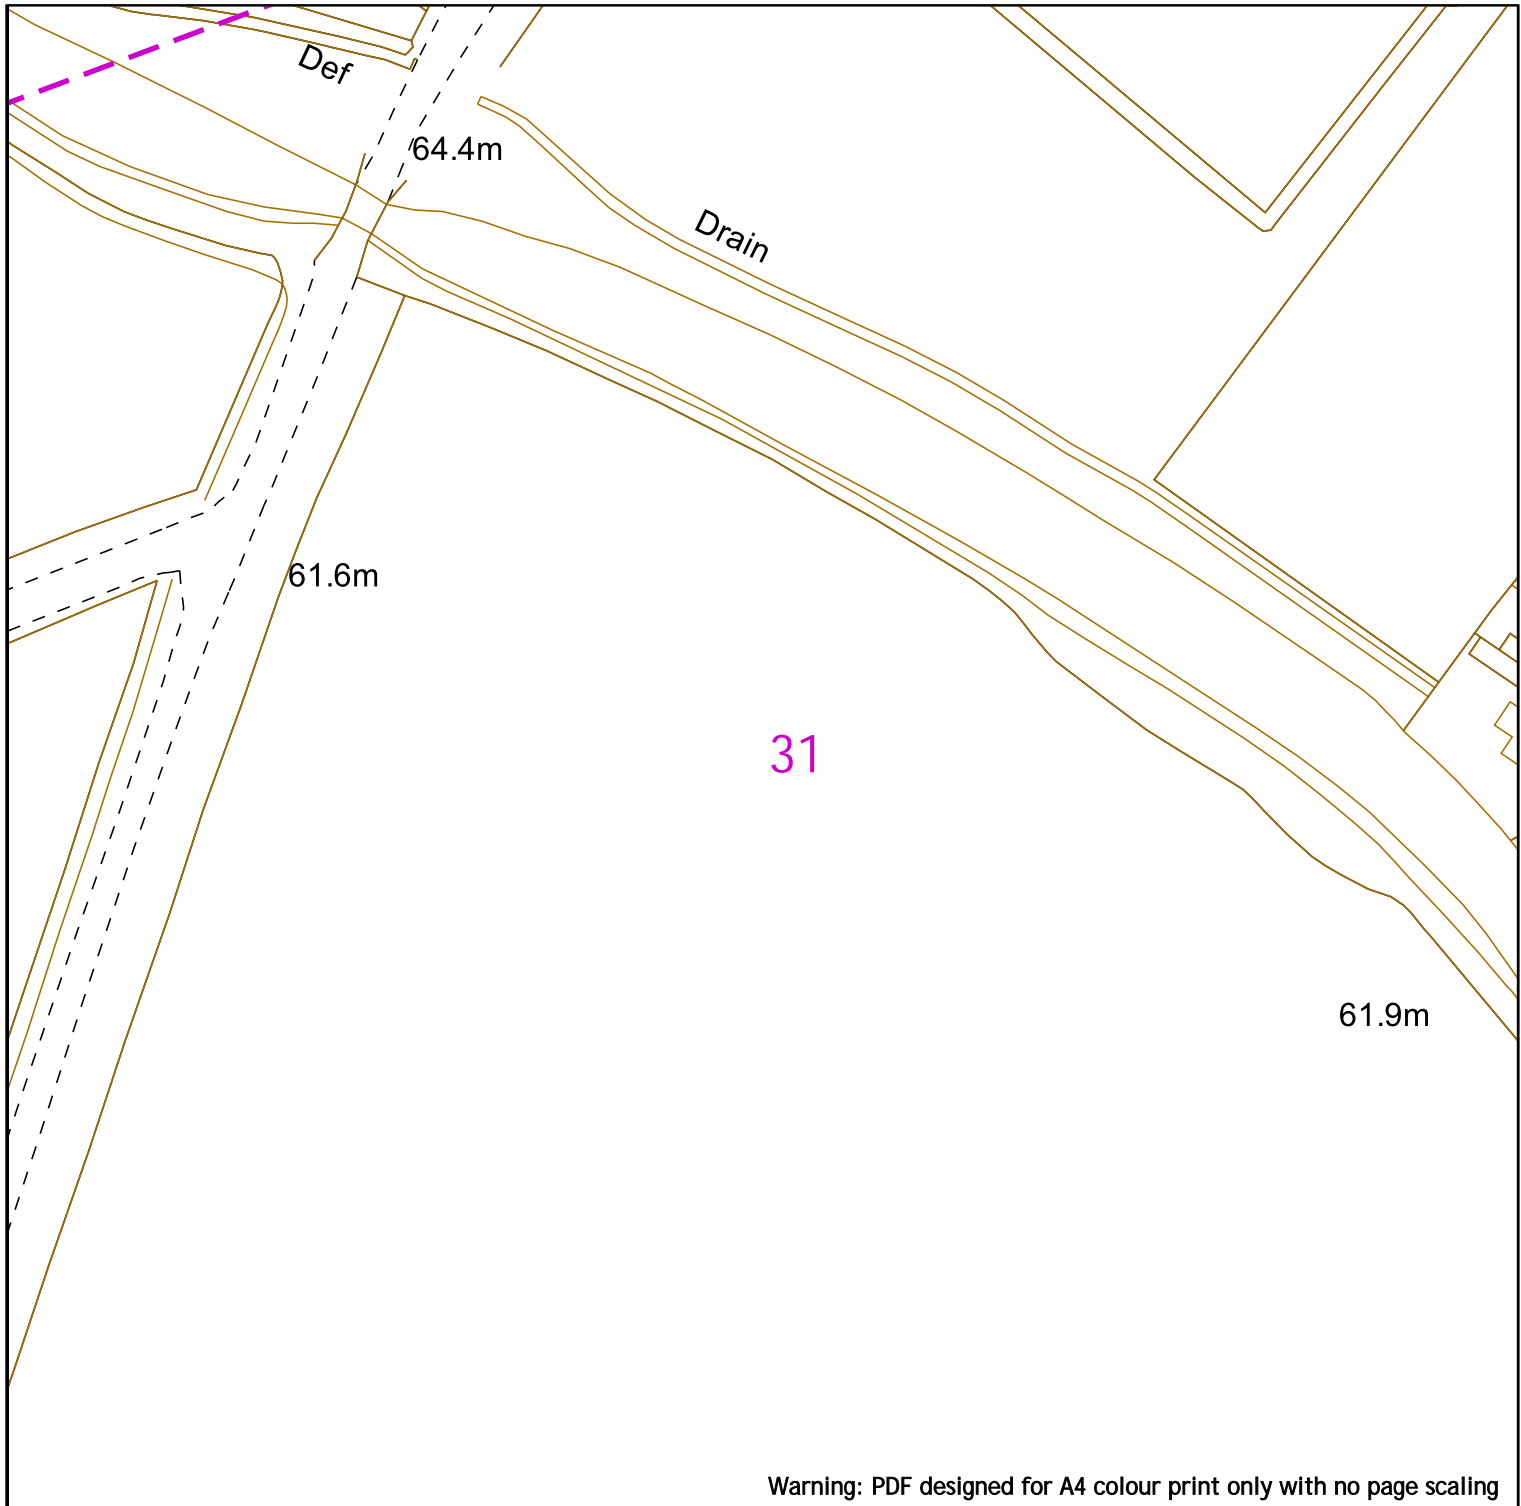 Def
64.4m
Drain
61.6m
31
61.9m
Warning: PDF designed for A4 colour print only with no page scaling